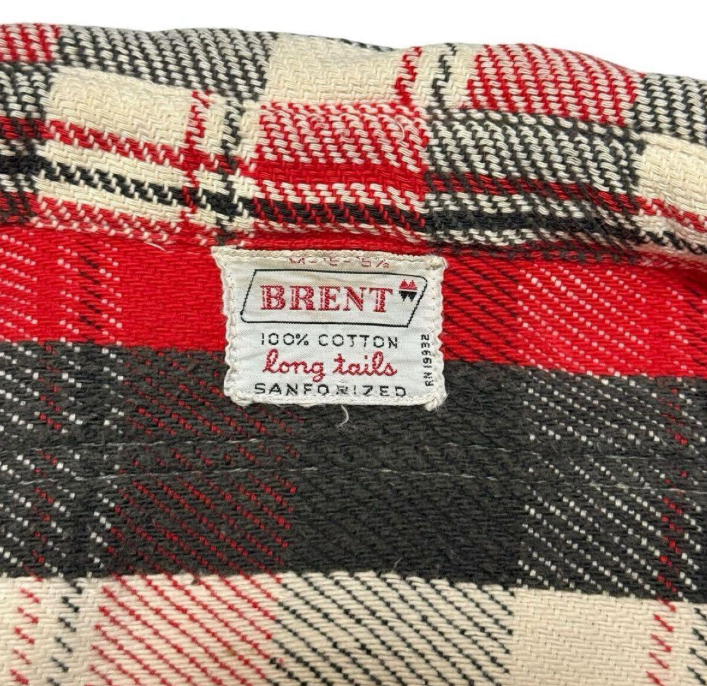 BRENT
100% COTTON
long tails
SANFORIZED
RN 19932